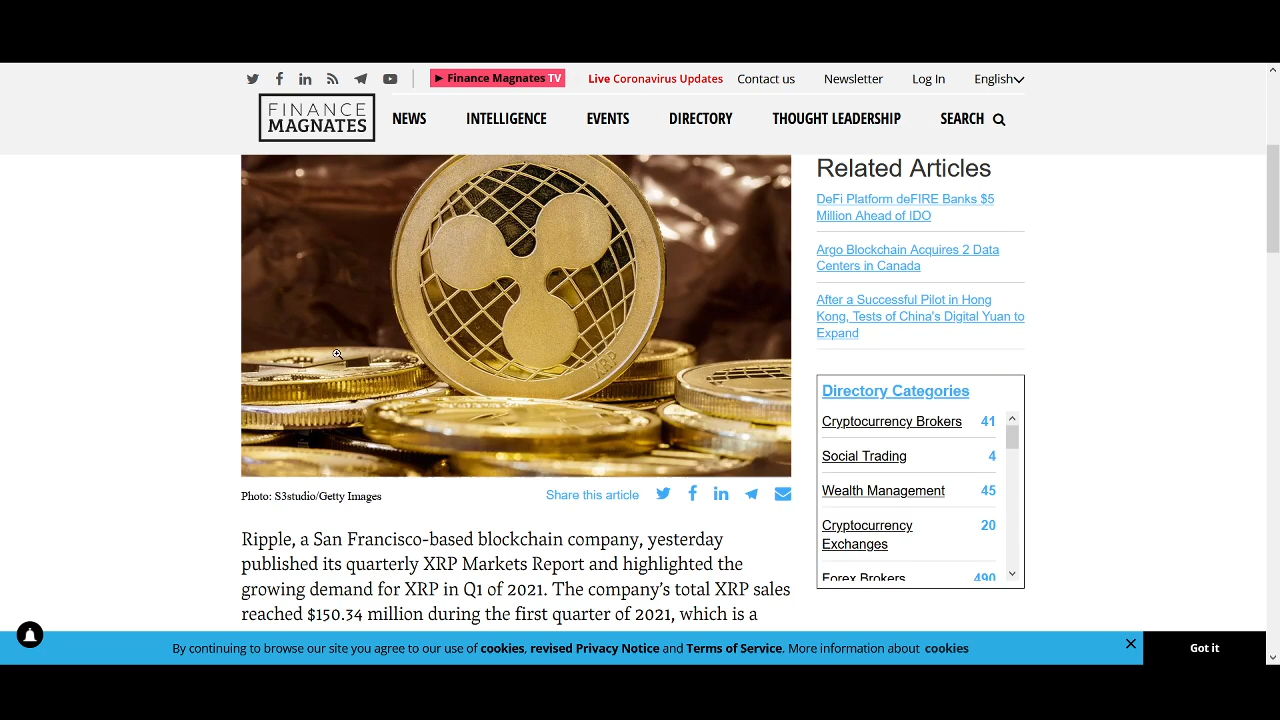 Finance Magnates TV
Live Coronavirus Updates
Contact us
Newsletter
Log In
English
FINANCE
MAGNATES
NEWS
INTELLIGENCE
EVENTS
DIRECTORY
THOUGHT LEADERSHIP
SEARCH
XRP
Photo: S3studio/Getty Images
Share this article
Ripple, a San Francisco-based blockchain company, yesterday
published its quarterly XRP Markets Report and highlighted the
growing demand for XRP in Q1 of 2021. The company's total XRP sales
reached $150.34 million during the first quarter of 2021, which is a
Related Articles
DeFi Platform deFIRE Banks $5
Million Ahead of IDO
Argo Blockchain Acquires 2 Data
Centers in Canada
After a Successful Pilot in Hong
Kong, Tests of China's Digital Yuan to
Expand
Directory Categories
Cryptocurrency Brokers 41
Social Trading 4
Wealth Management 45
Cryptocurrency 20
Exchanges
Forex Brokers 490
By continuing to browse our site you agree to our use of cookies, revised Privacy Notice and Terms of Service. More information about cookies
Got it